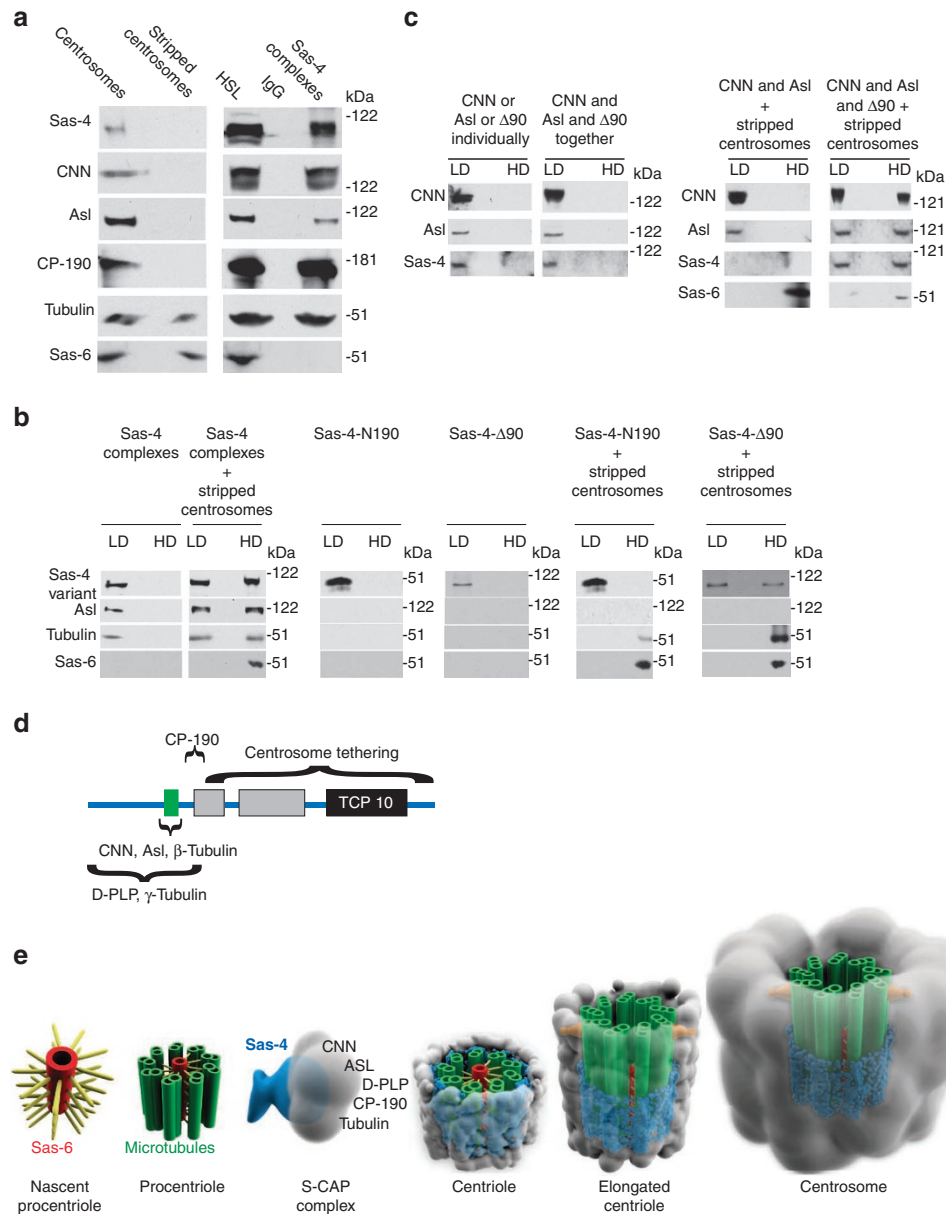 a
Centrosomes
Stripped
centrosomes
HSL
IgG
Sas-4
complexes
kDa
Sas-4
-122
CNN
-122
Asl
-122
CP-190
-181
Tubulin
-51
Sas-6
-51
c
CNN or
Asl or Δ90
individually
CNN and
Asl and Δ90
together
CNN and Asl
+
stripped
centrosomes
CNN and Asl
and Δ90 +
stripped
centrosomes
LD HD LD HD kDa
CNN
-122
Asl
-122
Sas-4
-122
LD HD LD HD kDa
CNN
-121
Asl
-121
Sas-4
-121
Sas-6
-51
b
Sas-4
complexes
Sas-4
complexes
+
stripped
centrosomes
Sas-4-N190
Sas-4-Δ90
Sas-4-N190
+
stripped
centrosomes
Sas-4-Δ90 +
stripped
centrosomes
LD HD LD HD kDa LD HD kDa LD HD kDa LD HD kDa LD HD kDa
Sas-4
variant
-122 -51 -122 -51 -122
Asl
-122 -122 -122 -122 -122
Tubulin
-51 -51 -51 -51 -51
Sas-6
-51 -51 -51 -51 -51
d
CP-190
Centrosome tethering
TCP 10
CNN, Asl, β-Tubulin
D-PLP, γ-Tubulin
e
Sas-6
Microtubules
Sas-4
CNN
ASL
D-PLP
CP-190
Tubulin
Nascent
procentriole
Procentriole
S-CAP
complex
Centriole
Elongated
centriole
Centrosome